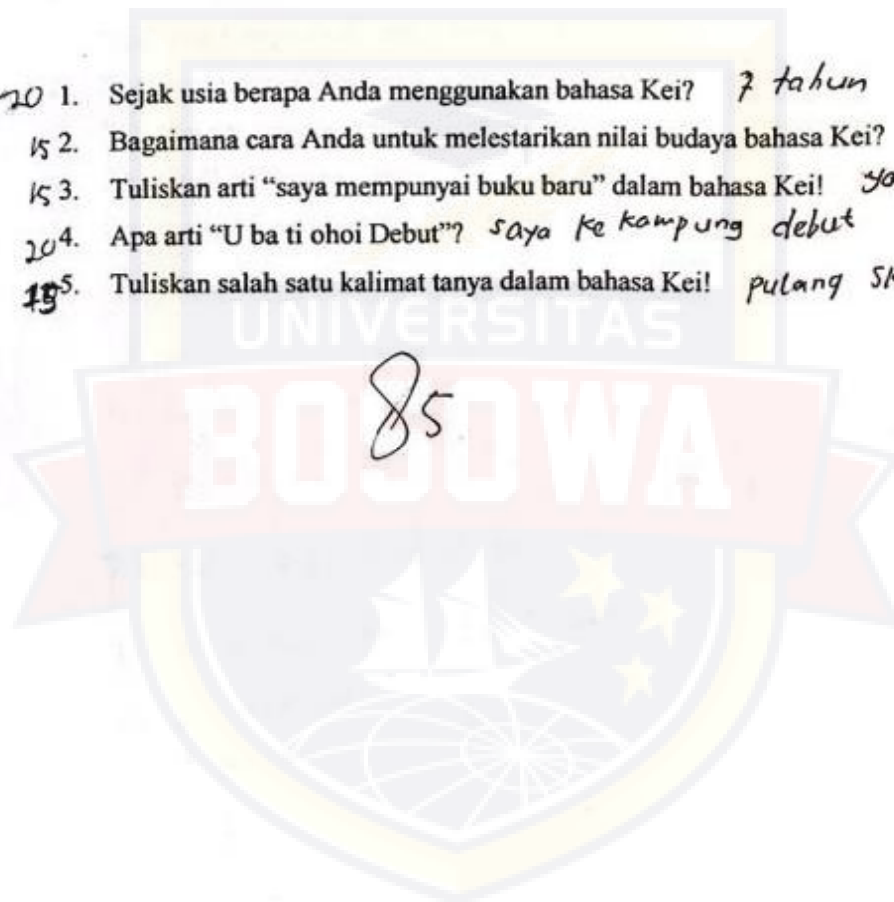 20 1. Sejak usia berapa Anda menggunakan bahasa Kei? 7 tahun
15 2. Bagaimana cara Anda untuk melestarikan nilai budaya bahasa Kei?
15 3. Tuliskan arti “saya mempunyai buku baru” dalam bahasa Kei!
20 4. Apa arti “U ba ti ohoi Debut”? saya ke kampung debut
5. Tuliskan salah satu kalimat tanya dalam bahasa Kei! pulang
UNIVERSITAS
BOSOWA
85